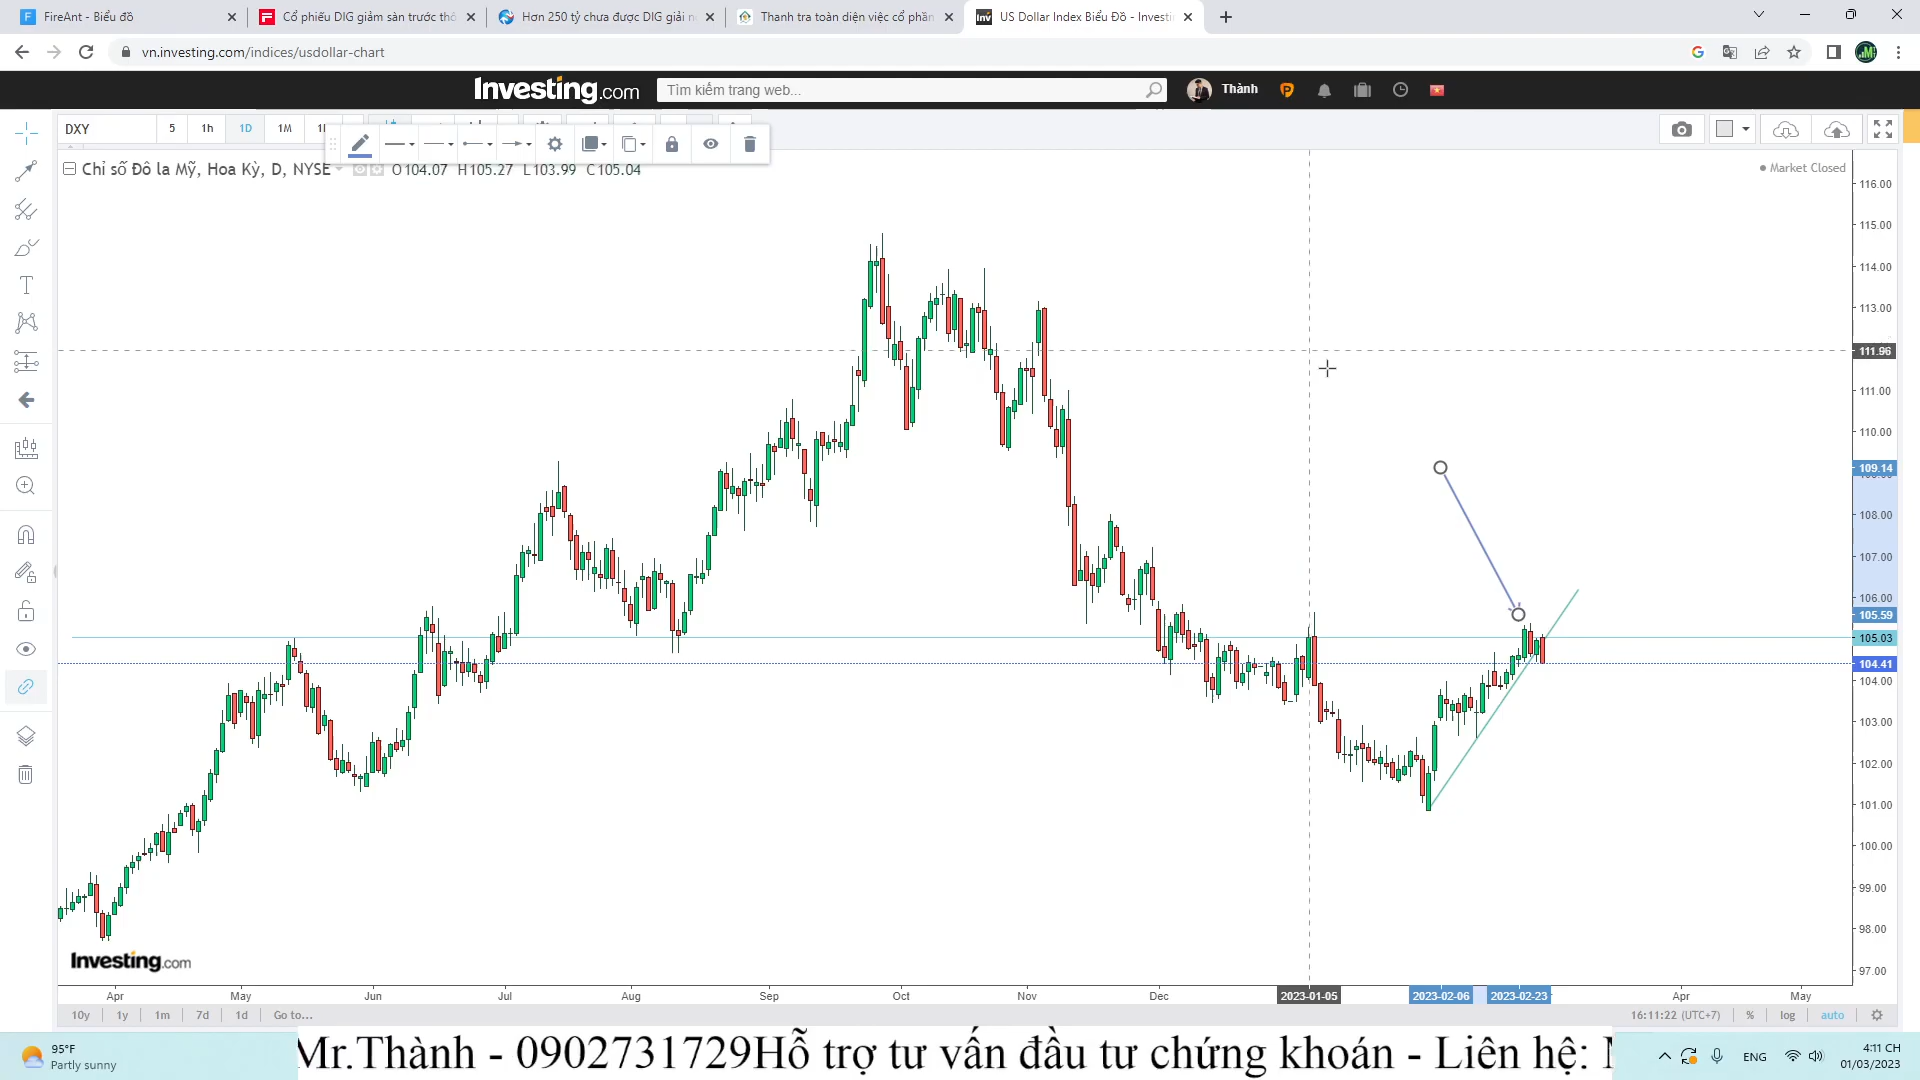 FireAnt - Biểu đồ
Cổ phiếu DIG giảm sàn trước thô
Hơn 250 tỷ chưa được DIG giải n
Thanh tra toàn diện việc cổ phần
US Dollar Index Biểu Đồ - Investi
vn.investing.com/indices/usdollar-chart
Investing.com
Tìm kiếm trang web...
Thành
DXY
5
1h
1D
1M
Chỉ số Đô la Mỹ, Hoa Kỳ, D, NYSE
O104.07 H105.27 L103.99 C105.04
Market Closed
116.00
115.00
114.00
113.00
111.96
111.00
110.00
109.14
108.00
107.00
106.00
105.59
105.03
104.41
104.00
103.00
102.00
101.00
100.00
99.00
98.00
97.00
Investing.com
Apr
May
Jun
Jul
Aug
Sep
Oct
Nov
Dec
2023-01-05
2023-02-06
2023-02-23
Apr
May
10y
1y
1m
7d
1d
Go to...
16:11:22 (UTC+7)
%
log
auto
95°F
Partly sunny
Mr.Thành - 0902731729Hỗ trợ tư vấn đầu tư chứng khoán - Liên hệ:
ENG
4:11 CH
01/03/2023